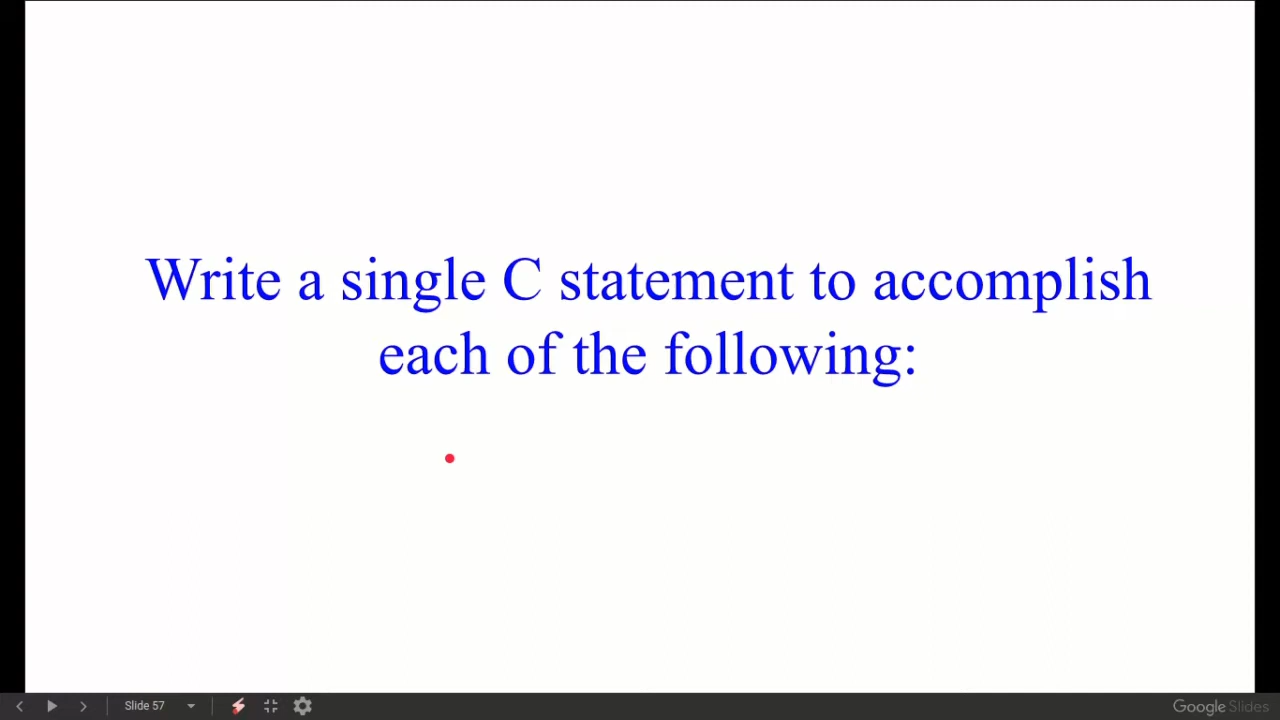 Write a single C statement to accomplish
each of the following:
Slide 57
Google Slides